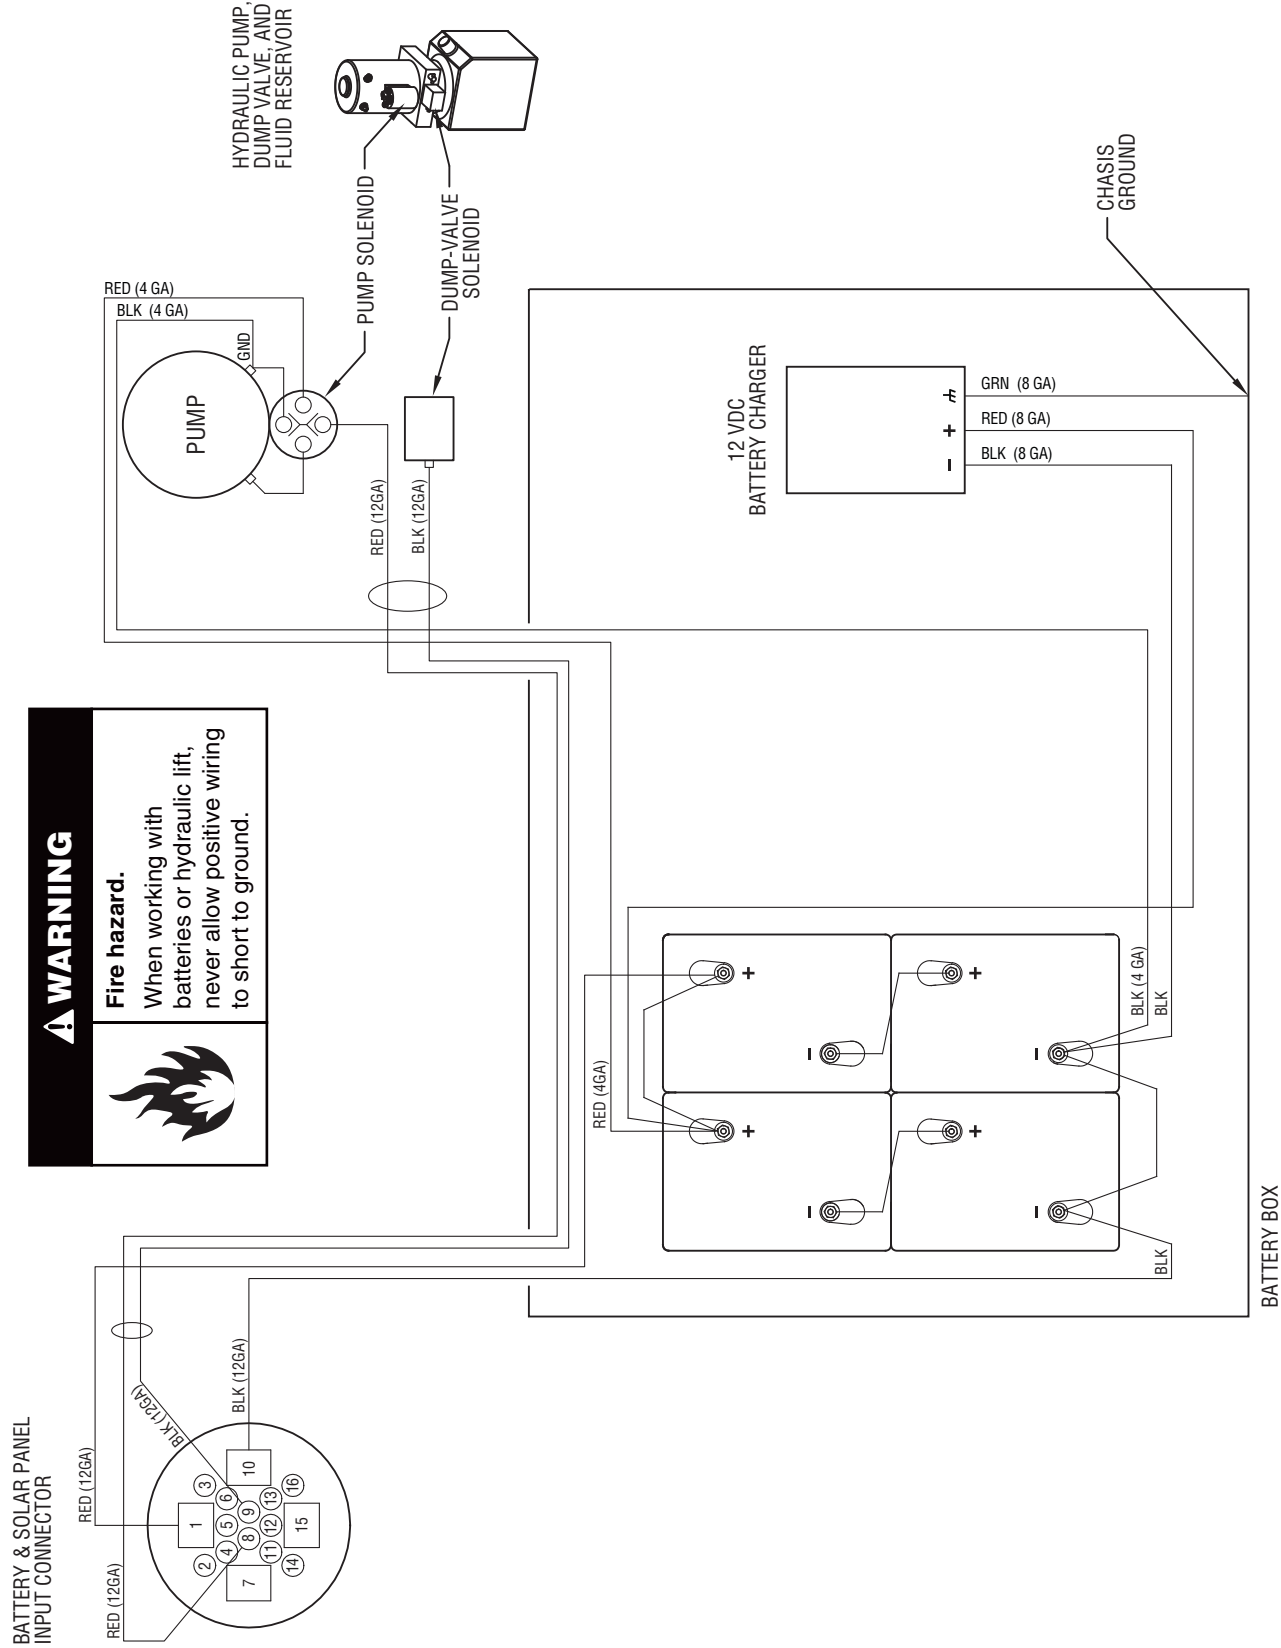 HYDRAULIC PUMP,
DUMP VALVE, AND
FLUID RESERVOIR
PUMP SOLENOID
DUMP-VALVE
SOLENOID
CHASIS
GROUND
RED (4 GA)
BLK (4 GA)
GND
PUMP
RED (12GA)
BLK (12GA)
12 VDC
BATTERY CHARGER
GRN (8 GA)
+
RED (8 GA)
–
BLK (8 GA)
WARNING
Fire hazard.
When working with
batteries or hydraulic lift,
never allow positive wiring
to short to ground.
RED (4GA)
+
–
+
–
+
–
+
–
BLK (4 GA)
BLK
BLK
BATTERY BOX
BATTERY & SOLAR PANEL
INPUT CONNECTOR
RED (12GA)
RED (12GA)
BLK (12GA)
BLK (12GA)
1
2
3
4
5
6
7
8
9
10
11
12
13
14
15
16